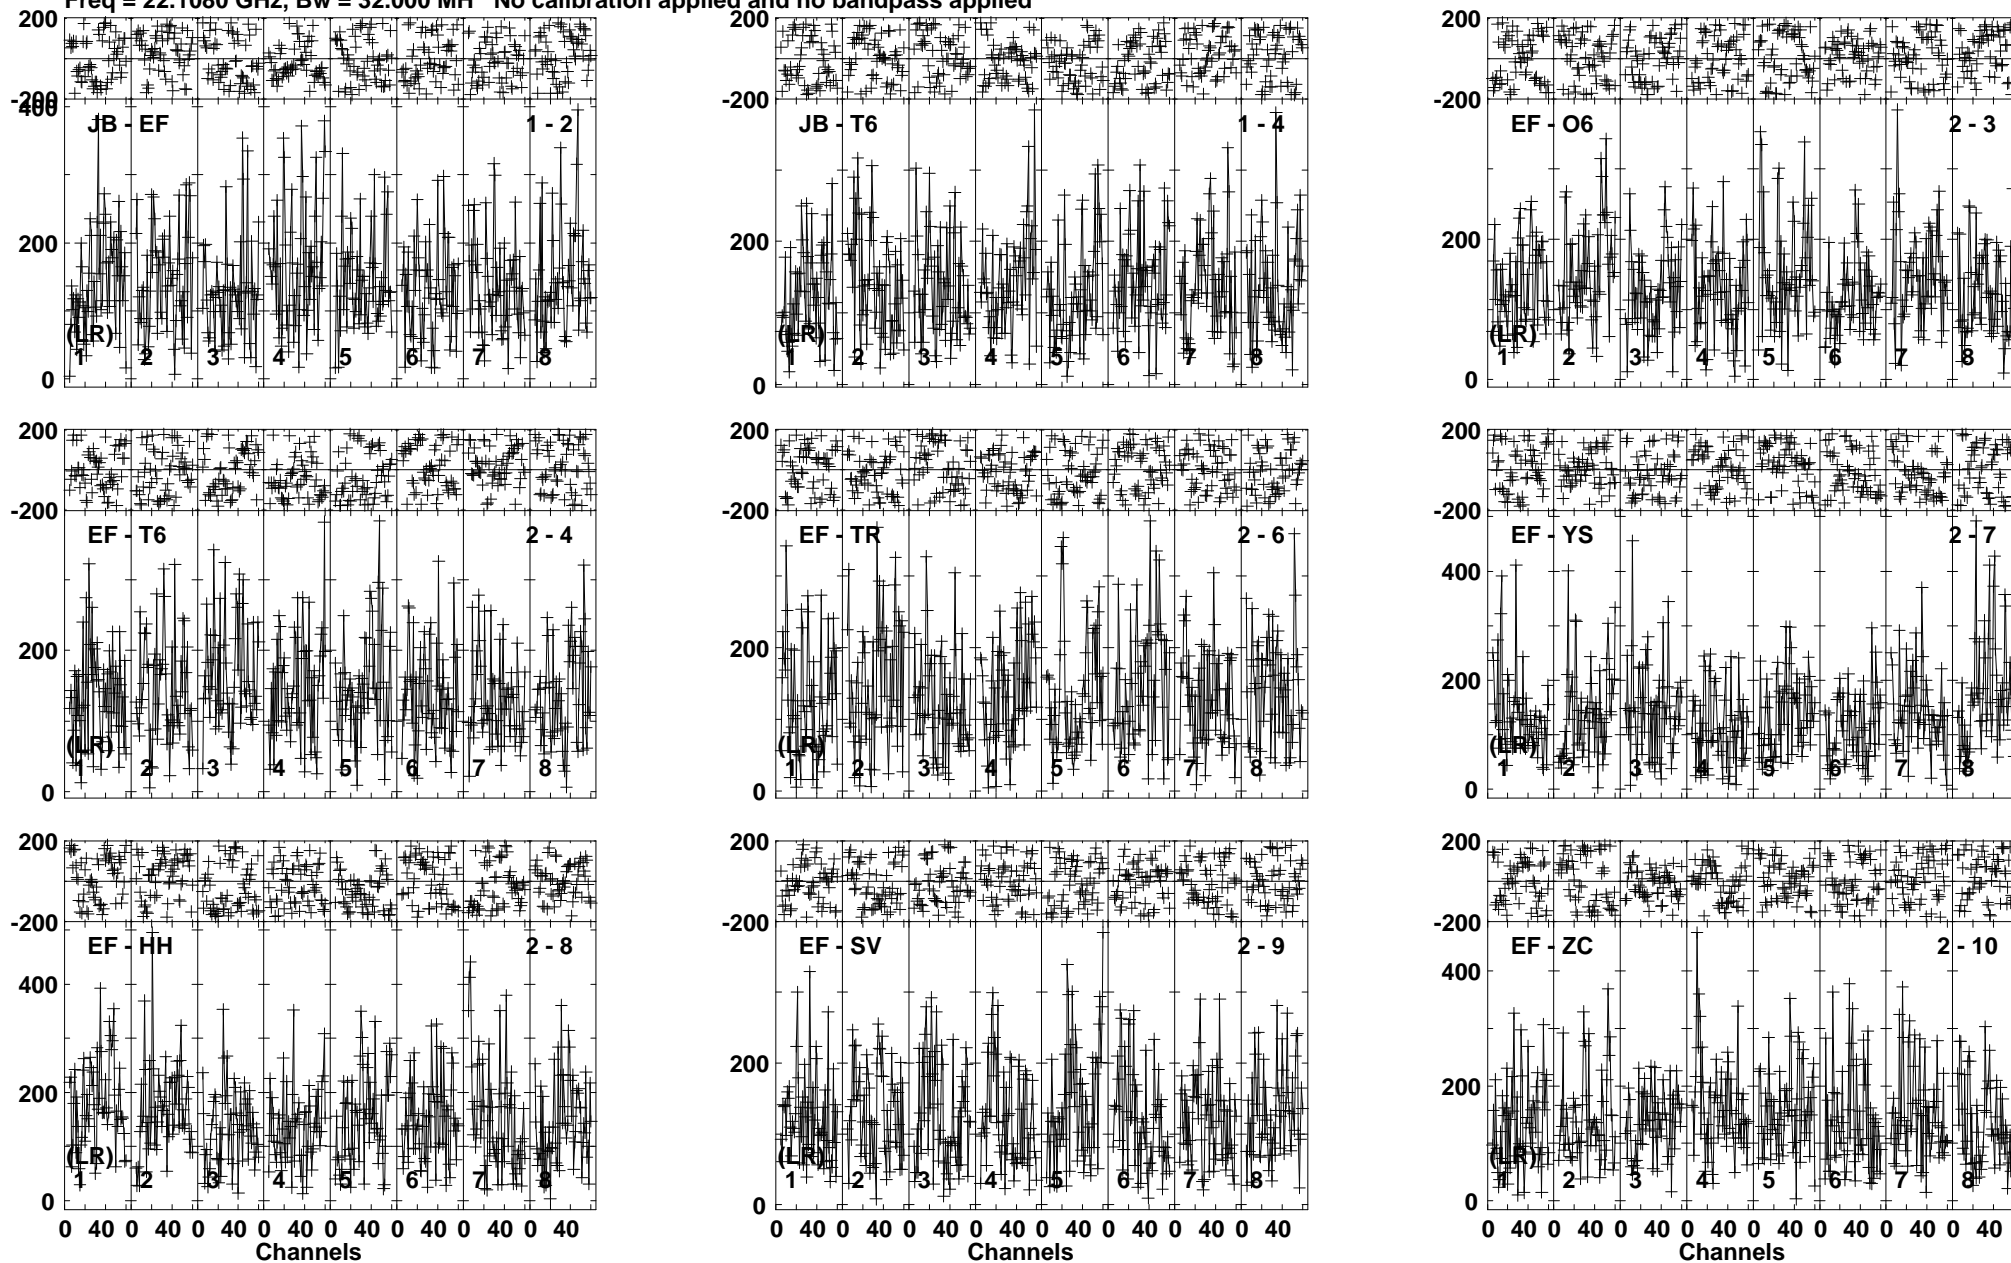 Freq = 22.1080 GHz, Bw = 32.000 MH No calibration applied and no bandpass applied
200 200 200
-200 -200 -200
400
JB - EF 1 - 2 JB - T6 1 - 4 EF - O6 2 - 3
200 200 200
(LR) (LR) (LR)
1 2 3 4 5 6 7 8 1 2 3 4 5 6 7 8 1 2 3 4 5 6 7 8
0 0 0
200 200 200
-200 -200 -200
EF - T6 2 - 4 EF - TR 2 - 6 EF - YS 2 - 7
400
200 200 200
(LR) (LR) (LR)
1 2 3 4 5 6 7 8 1 2 3 4 5 6 7 8 1 2 3 4 5 6 7 8
0 0 0
200 200 200
-200 -200 -200
EF - HH 2 - 8 EF - SV 2 - 9 EF - ZC 2 - 10
400 400
200 200 200
(LR) (LR) (LR)
1 2 3 4 5 6 7 8 1 2 3 4 5 6 7 8 1 2 3 4 5 6 7 8
0 0 0
0 40 0 40 0 40 0 40 0 40 0 40 0 40 0 40 0 40 0 40 0 40 0 40 0 40 0 40 0 40 0 40 0 40 0 40 0 40 0 40 0 40 0 40 0 40 0 40
Channels Channels